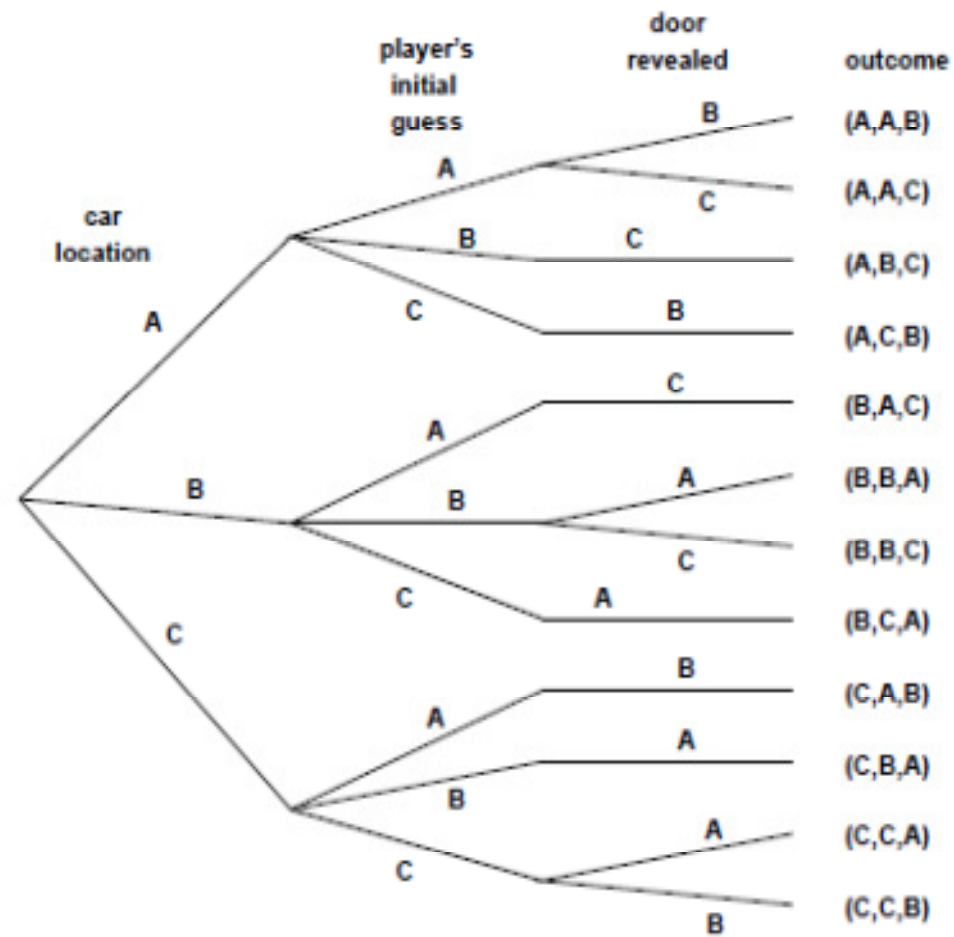 door
player's
revealed
outcome
initial
guess
B
(A,A,B)
A
C
(A,A,C)
car
location
B
C
(A,B,C)
C
B
(A,C,B)
A
C
(B,A,C)
A
B
A
(B,B,A)
B
C
(B,B,C)
C
A
(B,C,A)
C
B
(C,A,B)
A
A
(C,B,A)
B
A
(C,C,A)
C
B
(C,C,B)